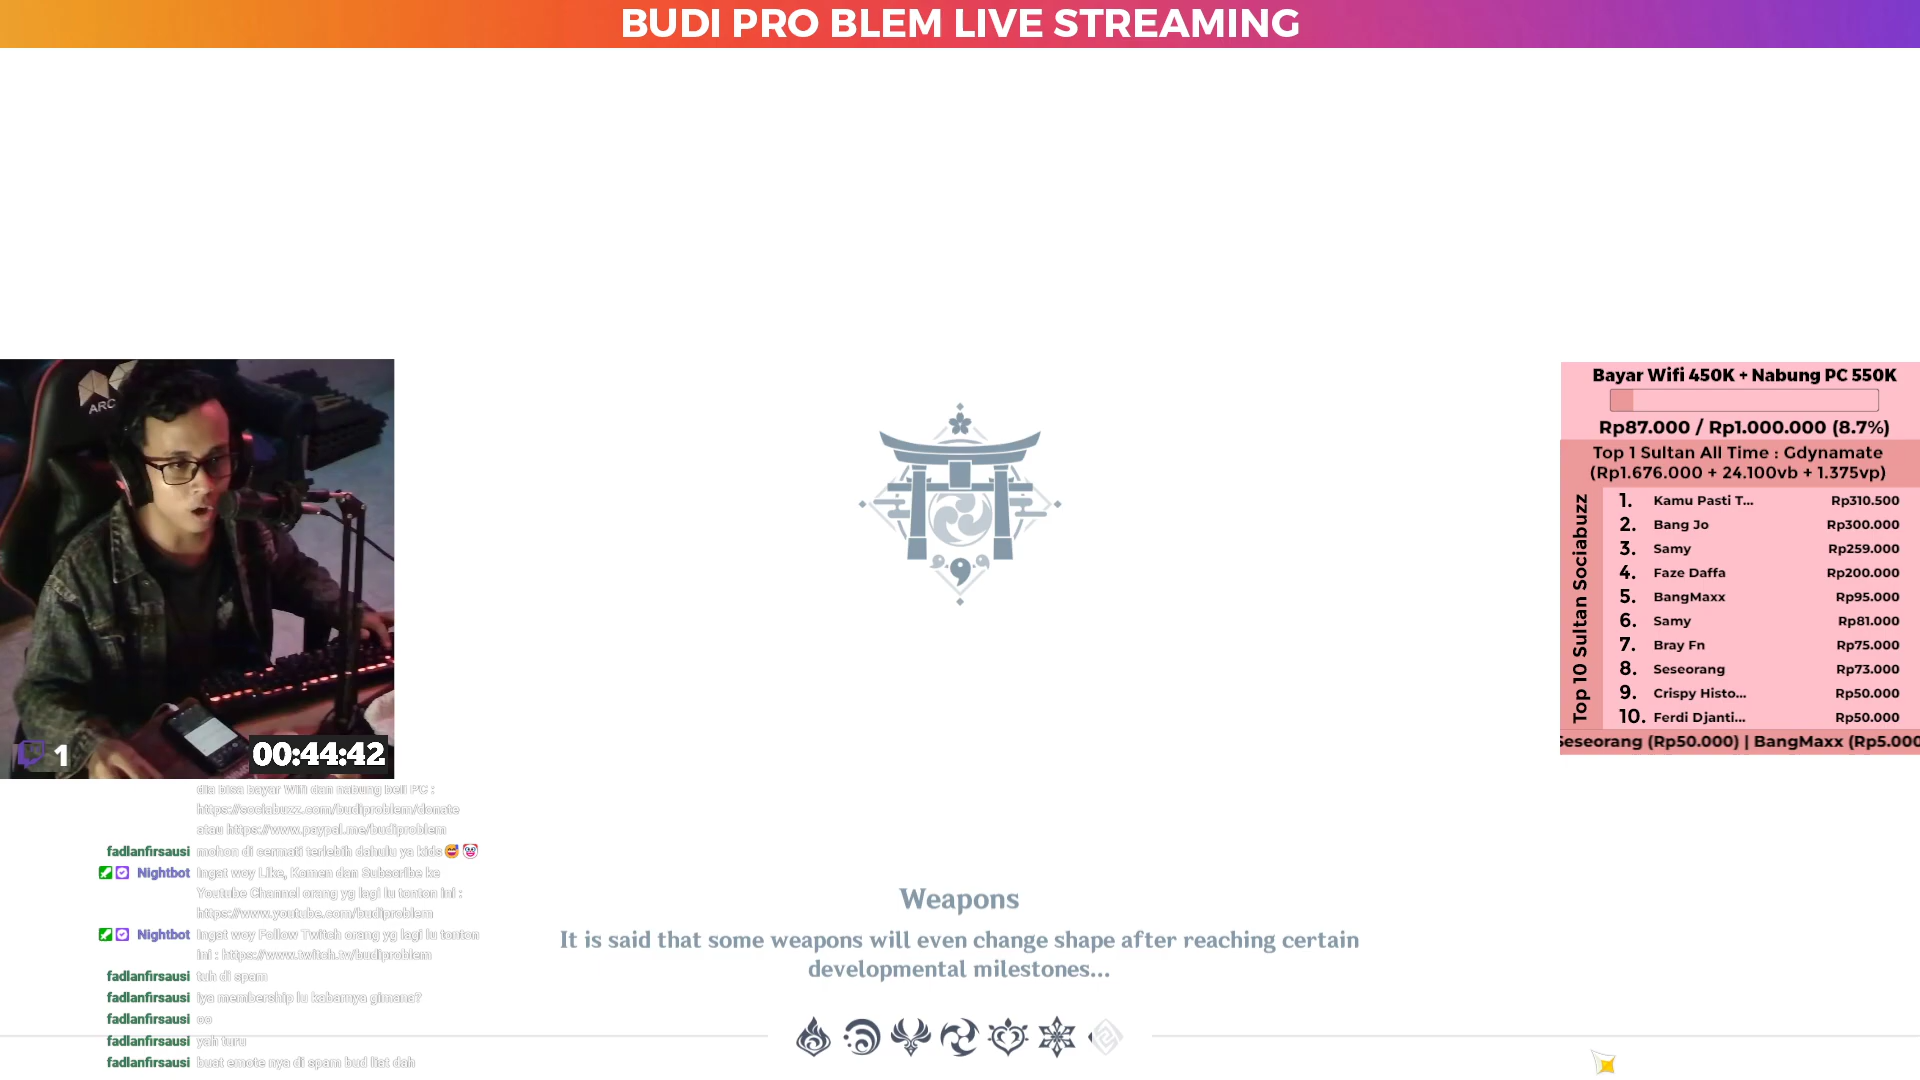 BUDI PRO BLEM LIVE STREAMING
ARC
1
00:44:42
dia bisa bayar Wifi dan nabung beli PC :
https://sociabuzz.com/budiproblem/donate
atau https://www.paypal.me/budiproblem
fadlanfirsausi mohon di cermati terlebih dahulu ya kids😅🤡
Nightbot Ingat woy Like, Komen dan Subscribe ke
Youtube Channel orang yg lagi lu tonton ini :
https://www.youtube.com/budiproblem
Nightbot Ingat woy Follow Twitch orang yg lagi lu tonton
ini : https://www.twitch.tv/budiproblem
fadlanfirsausi tuh di spam
fadlanfirsausi Iya membership lu kabarnya gimana?
fadlanfirsausi oo
fadlanfirsausi yah turu
fadlanfirsausi buat emote nya di spam bud liat dah
Weapons
It is said that some weapons will even change shape after reaching certain
developmental milestones...
Bayar Wifi 450K + Nabung PC 550K
Rp87.000 / Rp1.000.000 (8.7%)
Top 1 Sultan All Time : Gdynamate
(Rp1.676.000 + 24.100vb + 1.375vp)
Top 10 Sultan Sociabuzz
1. Kamu Pasti T... Rp310.500
2. Bang Jo Rp300.000
3. Samy Rp259.000
4. Faze Daffa Rp200.000
5. BangMaxx Rp95.000
6. Samy Rp81.000
7. Bray Fn Rp75.000
8. Seseorang Rp73.000
9. Crispy Histo... Rp50.000
10. Ferdi Djanti... Rp50.000
Seseorang (Rp50.000) | BangMaxx (Rp5.000